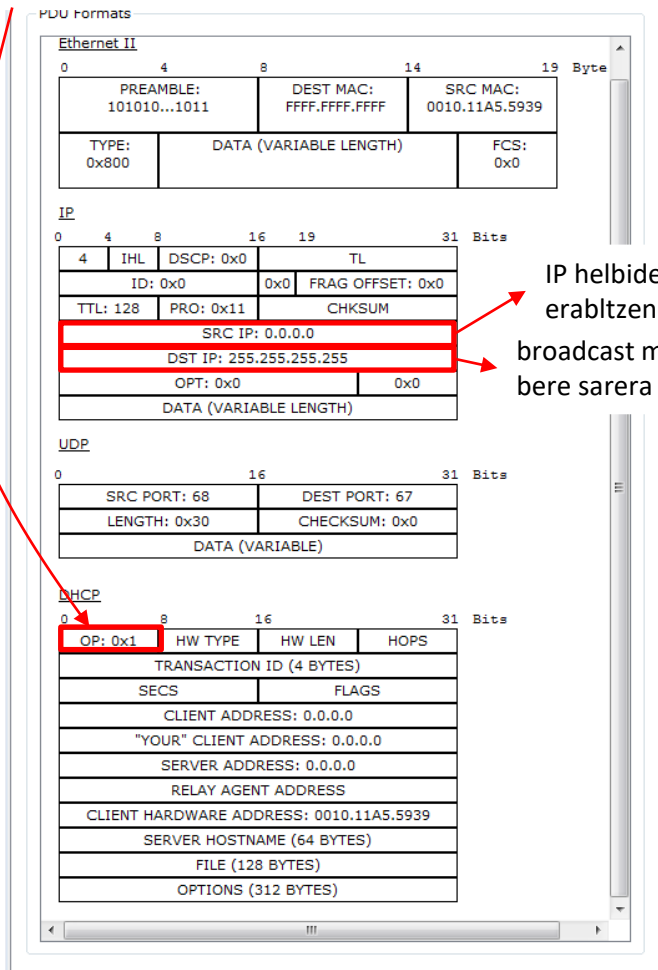 PDU Formats
Ethernet II
0 4 8 14 19 Byte
PREAMBLE: DEST MAC: SRC MAC:
101010...1011 FFFF.FFFF.FFFF 0010.11A5.5939
TYPE: DATA (VARIABLE LENGTH) FCS:
0x800 0x0
IP
0 4 8 16 19 31 Bits
4 IHL DSCP: 0x0 TL
ID: 0x0 0x0 FRAG OFFSET: 0x0
TTL: 128 PRO: 0x11 CHKSUM
SRC IP: 0.0.0.0
DST IP: 255.255.255.255
OPT: 0x0 0x0
DATA (VARIABLE LENGTH)
IP helbide
erabltzen
broadcast m
bere sarera
UDP
0 16 31 Bits
SRC PORT: 68 DEST PORT: 67
LENGTH: 0x30 CHECKSUM: 0x0
DATA (VARIABLE)
DHCP
0 8 16 31 Bits
OP: 0x1 HW TYPE HW LEN HOPS
TRANSACTION ID (4 BYTES)
SECS FLAGS
CLIENT ADDRESS: 0.0.0.0
"YOUR" CLIENT ADDRESS: 0.0.0.0
SERVER ADDRESS: 0.0.0.0
RELAY AGENT ADDRESS
CLIENT HARDWARE ADDRESS: 0010.11A5.5939
SERVER HOSTNAME (64 BYTES)
FILE (128 BYTES)
OPTIONS (312 BYTES)